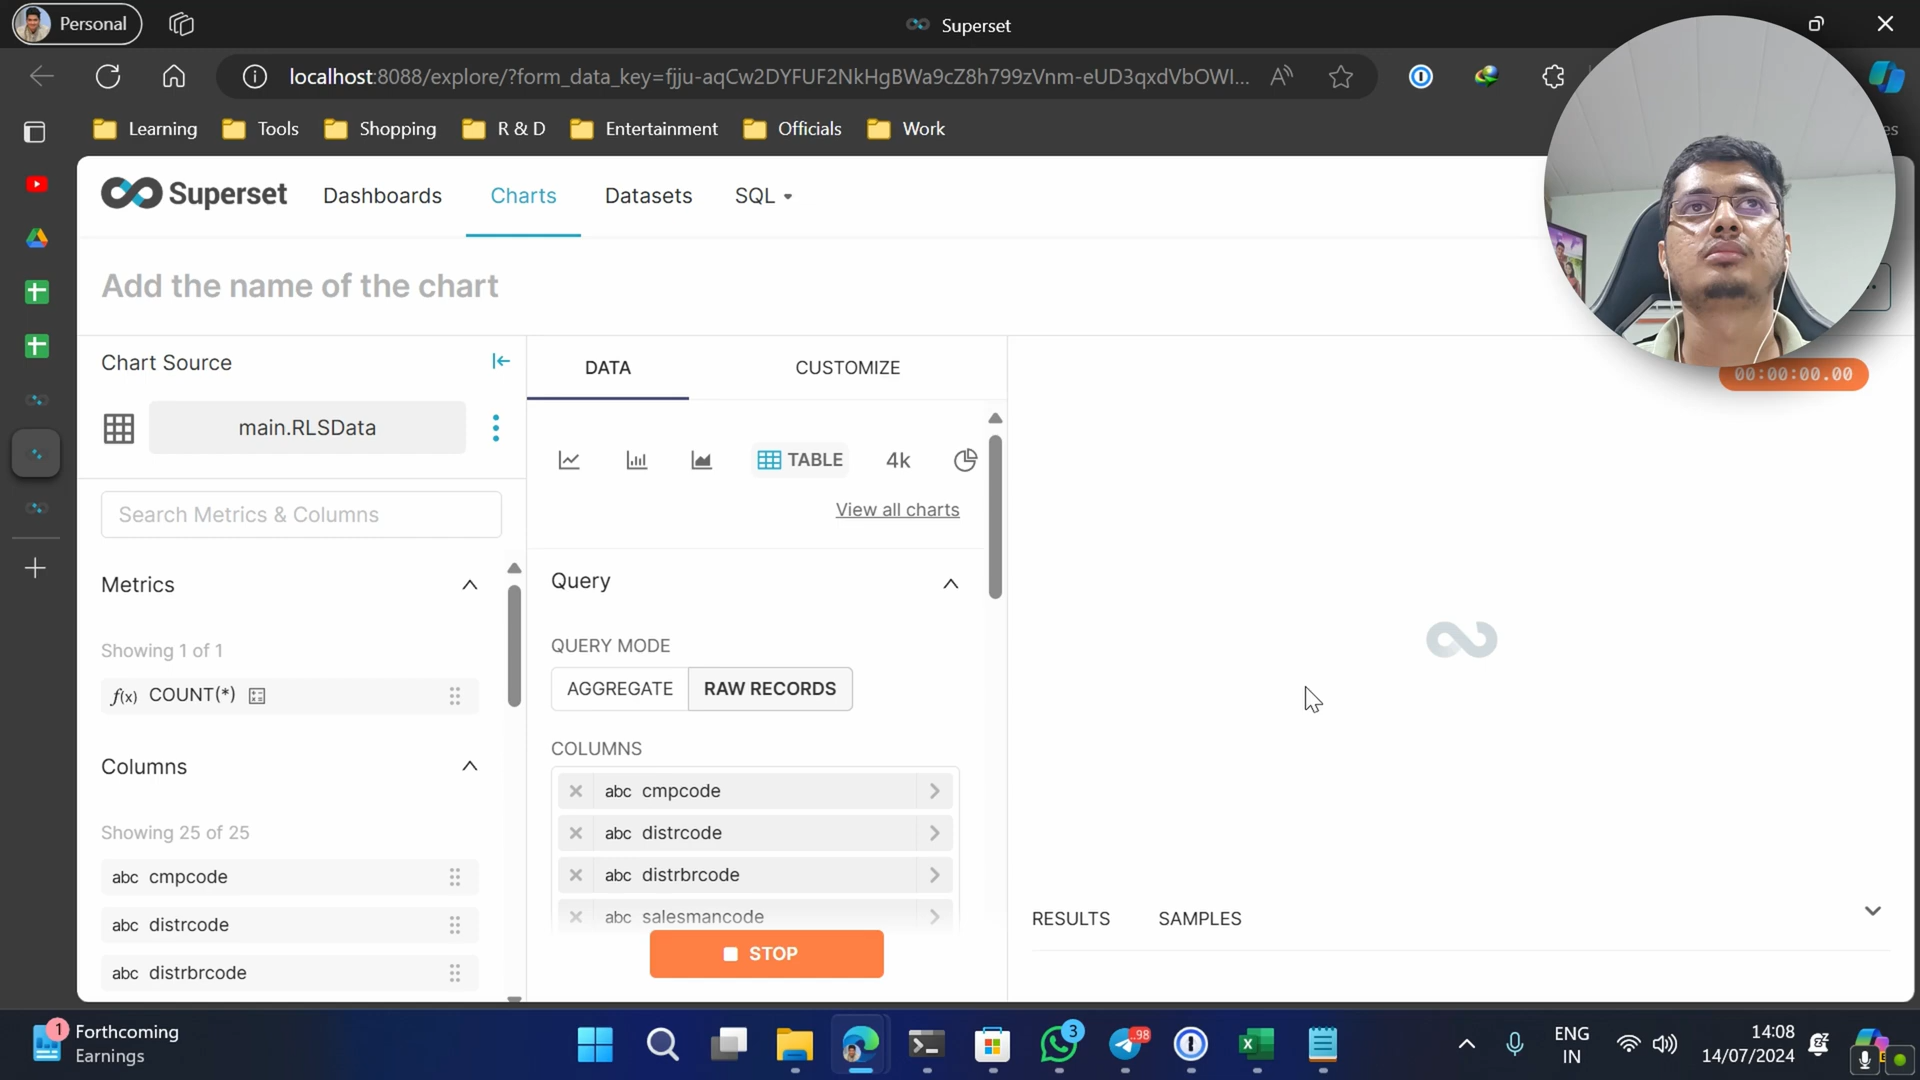 Personal
Superset
localhost:8088/explore/?form_data_key=fjju-aqCw2DYFUF2NkHgBWa9cZ8h799zVnm-eUD3qxdVbOWI...
Learning
Tools
Shopping
R & D
Entertainment
Officials
Work
es
Superset
Dashboards
Charts
Datasets
SQL
Add the name of the chart
Chart Source
DATA
CUSTOMIZE
00:00:00.00
main.RLSData
TABLE
4k
View all charts
Search Metrics & Columns
Metrics
Query
Showing 1 of 1
QUERY MODE
f(x) COUNT(*)
AGGREGATE
RAW RECORDS
COLUMNS
Columns
abc cmpcode
Showing 25 of 25
abc distrcode
abc cmpcode
abc distrbrcode
abc distrcode
abc salesmancode
RESULTS
SAMPLES
STOP
abc distrbrcode
1
Forthcoming
Earnings
3
98
ENG
IN
14:08
14/07/2024